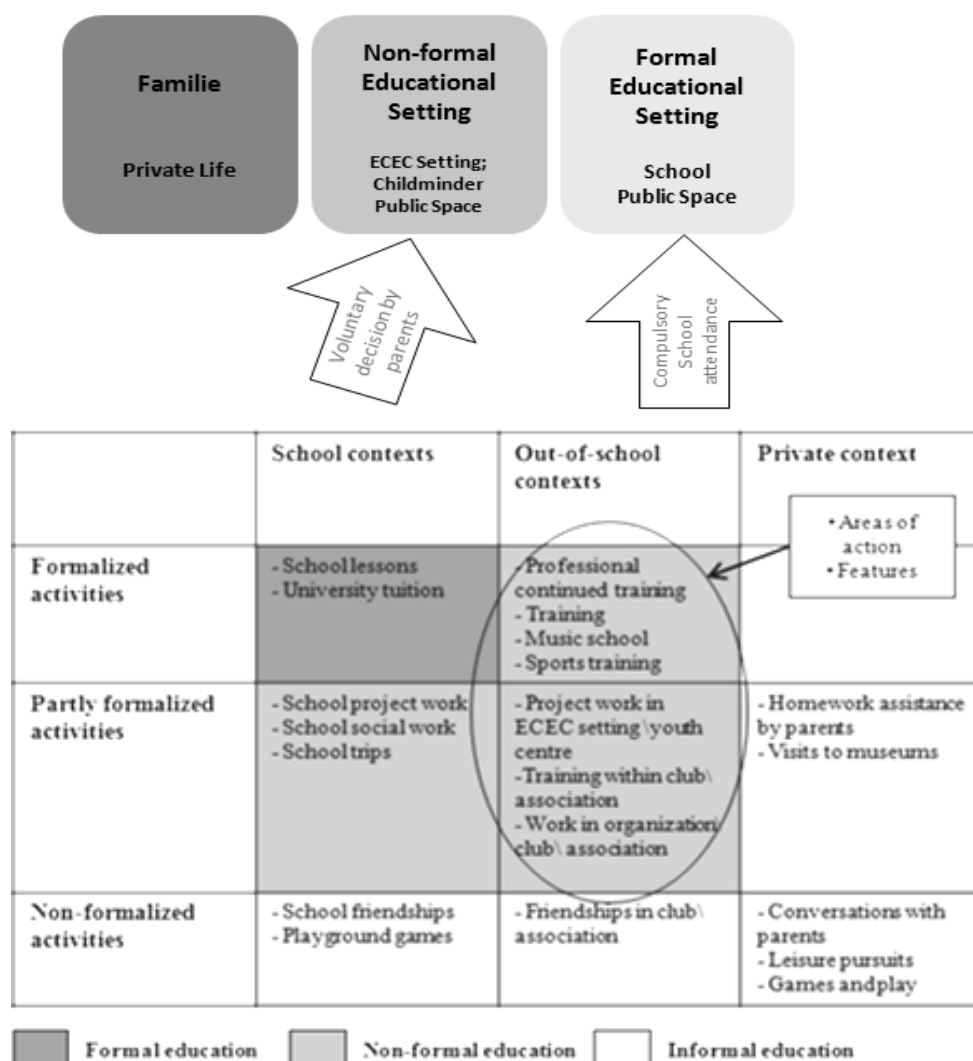 Familie
Private Life
Non-formal
Educational
Setting
ECEC Setting;
Childminder
Public Space
Formal
Educational
Setting
School
Public Space
Voluntary
decision by
parents
Compulsory
School
attendance
School contexts
Out-of-school
contexts
Private context
• Areas of
action
• Features
Formalized
activities
- School lessons
- University tuition
- Professional
continued training
- Training
- Music school
- Sports training
Partly formalized
activities
- School project work
- School social work
- School trips
- Project work in
ECEC setting \youth
centre
- Training within club\
association
- Work in organization
club\ association
- Homework assistance
by parents
- Visits to museums
Non-formalized
activities
- School friendships
- Playground games
- Friendships in club\
association
- Conversations with
parents
- Leisure pursuits
- Games and play
Formal education
Non-formal education
Informal education